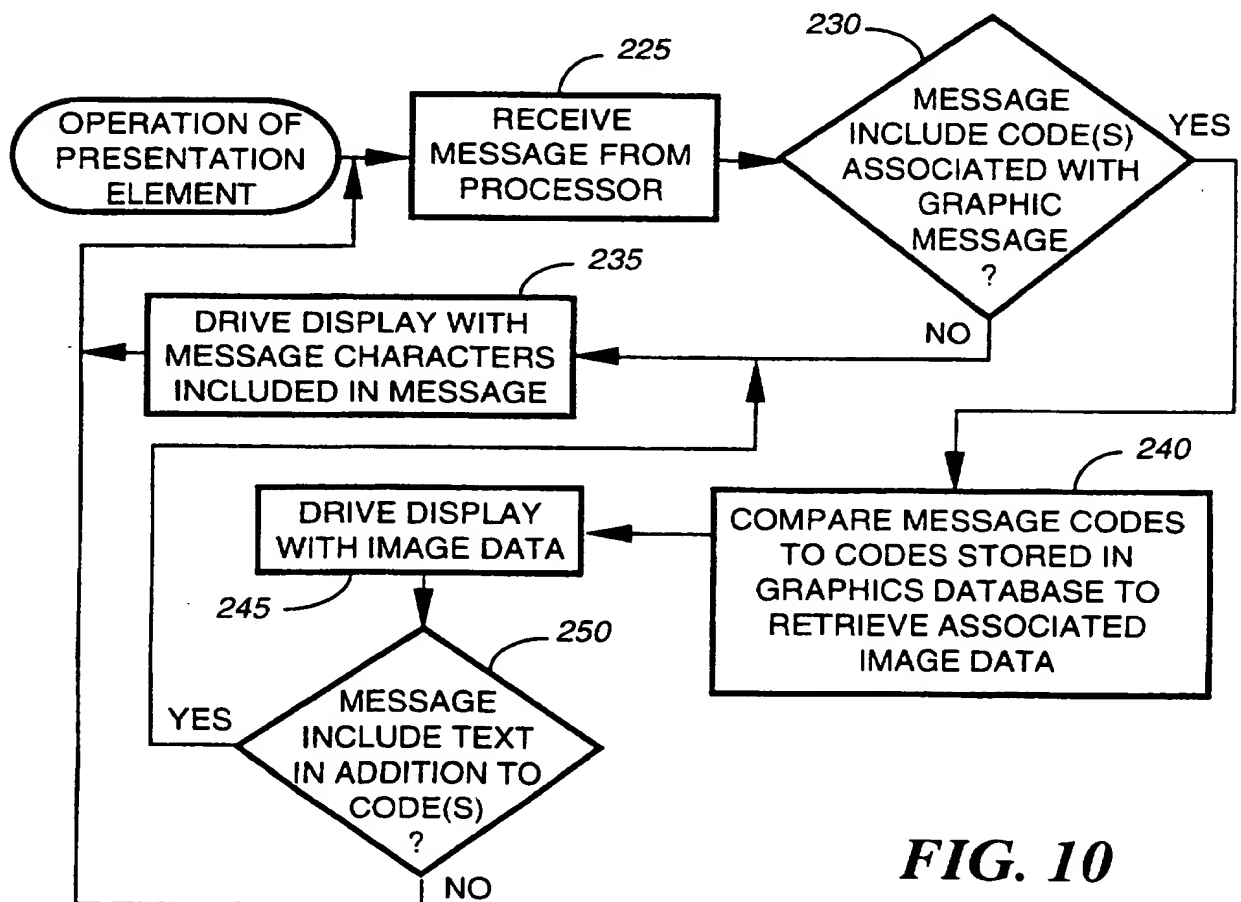 OPERATION OF
PRESENTATION
ELEMENT
225
RECEIVE
MESSAGE FROM
PROCESSOR
230
MESSAGE
INCLUDE CODE(S)
ASSOCIATED WITH
GRAPHIC
MESSAGE
?
YES
NO
235
DRIVE DISPLAY WITH
MESSAGE CHARACTERS
INCLUDED IN MESSAGE
240
COMPARE MESSAGE CODES
TO CODES STORED IN
GRAPHICS DATABASE TO
RETRIEVE ASSOCIATED
IMAGE DATA
DRIVE DISPLAY
WITH IMAGE DATA
245
250
MESSAGE
INCLUDE TEXT
IN ADDITION TO
CODE(S)
?
YES
NO
FIG. 10